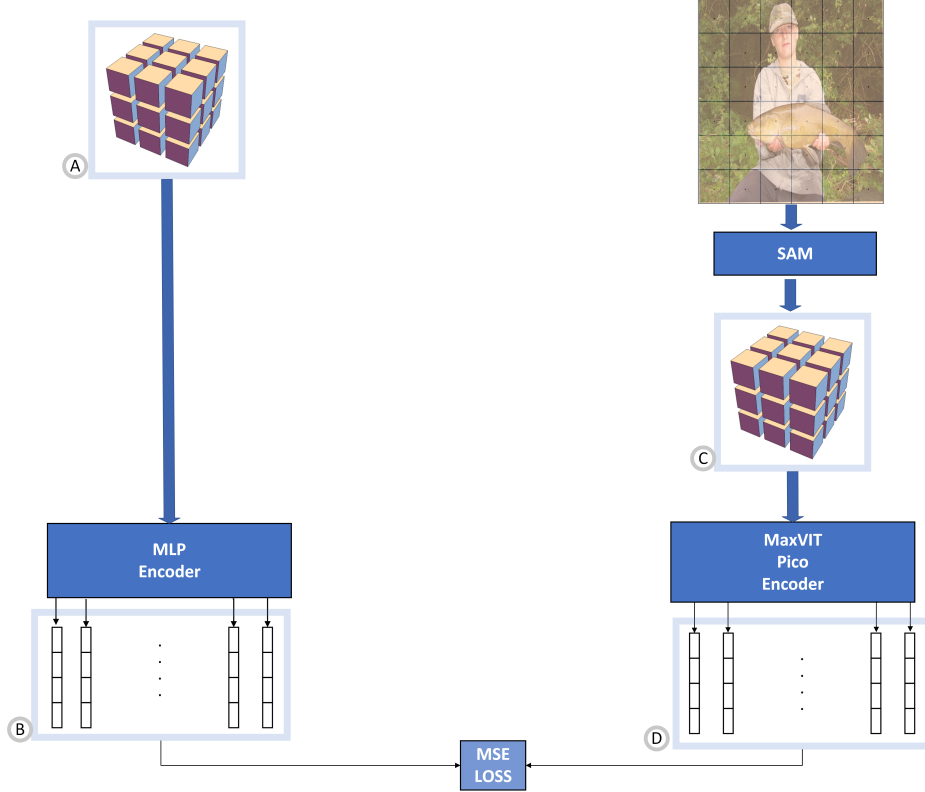 A
SAM
C
MLP
Encoder
MaxVIT
Pico
Encoder
B
D
MSE
LOSS